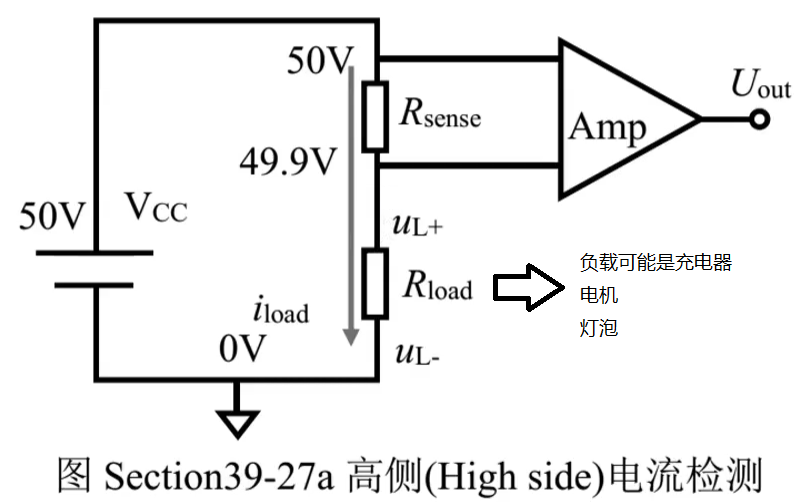 50V
Rsense
Amp
Uout
49.9V
50V
VCC
uL+
Rload
iload
0V
uL-
负载可能是充电器
电机
灯泡
图 Section39-27a 高侧(High side)电流检测